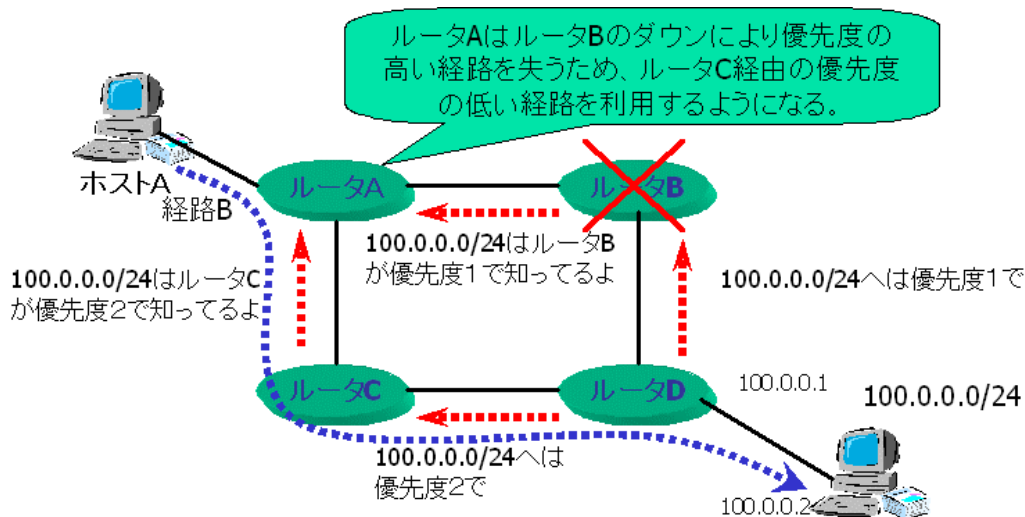 ルータAはルータBのダウンにより優先度の
高い経路を失うため、ルータC経由の優先度
の低い経路を利用するようになる。
ホストA
ルータA
ルータB
経路B
100.0.0.0/24はルータB
が優先度1で知ってるよ
100.0.0.0/24はルータC
が優先度2で知ってるよ
100.0.0.0/24へは優先度1で
ルータC
ルータD
100.0.0.1
100.0.0.0/24
100.0.0.0/24へは
優先度2で
100.0.0.2